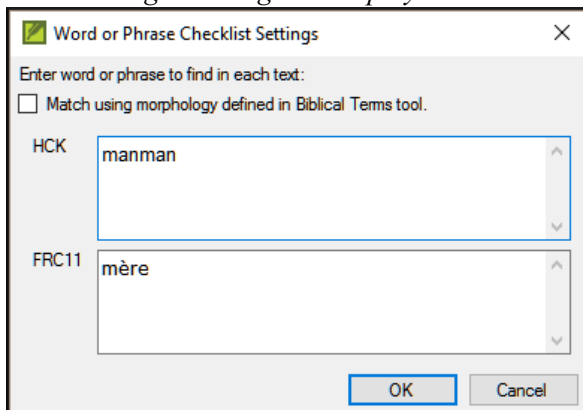 Word or Phrase Checklist Settings
Enter word or phrase to find in each text:
Match using morphology defined in Biblical Terms tool.
HCK
manman
FRC11
mère
OK Cancel